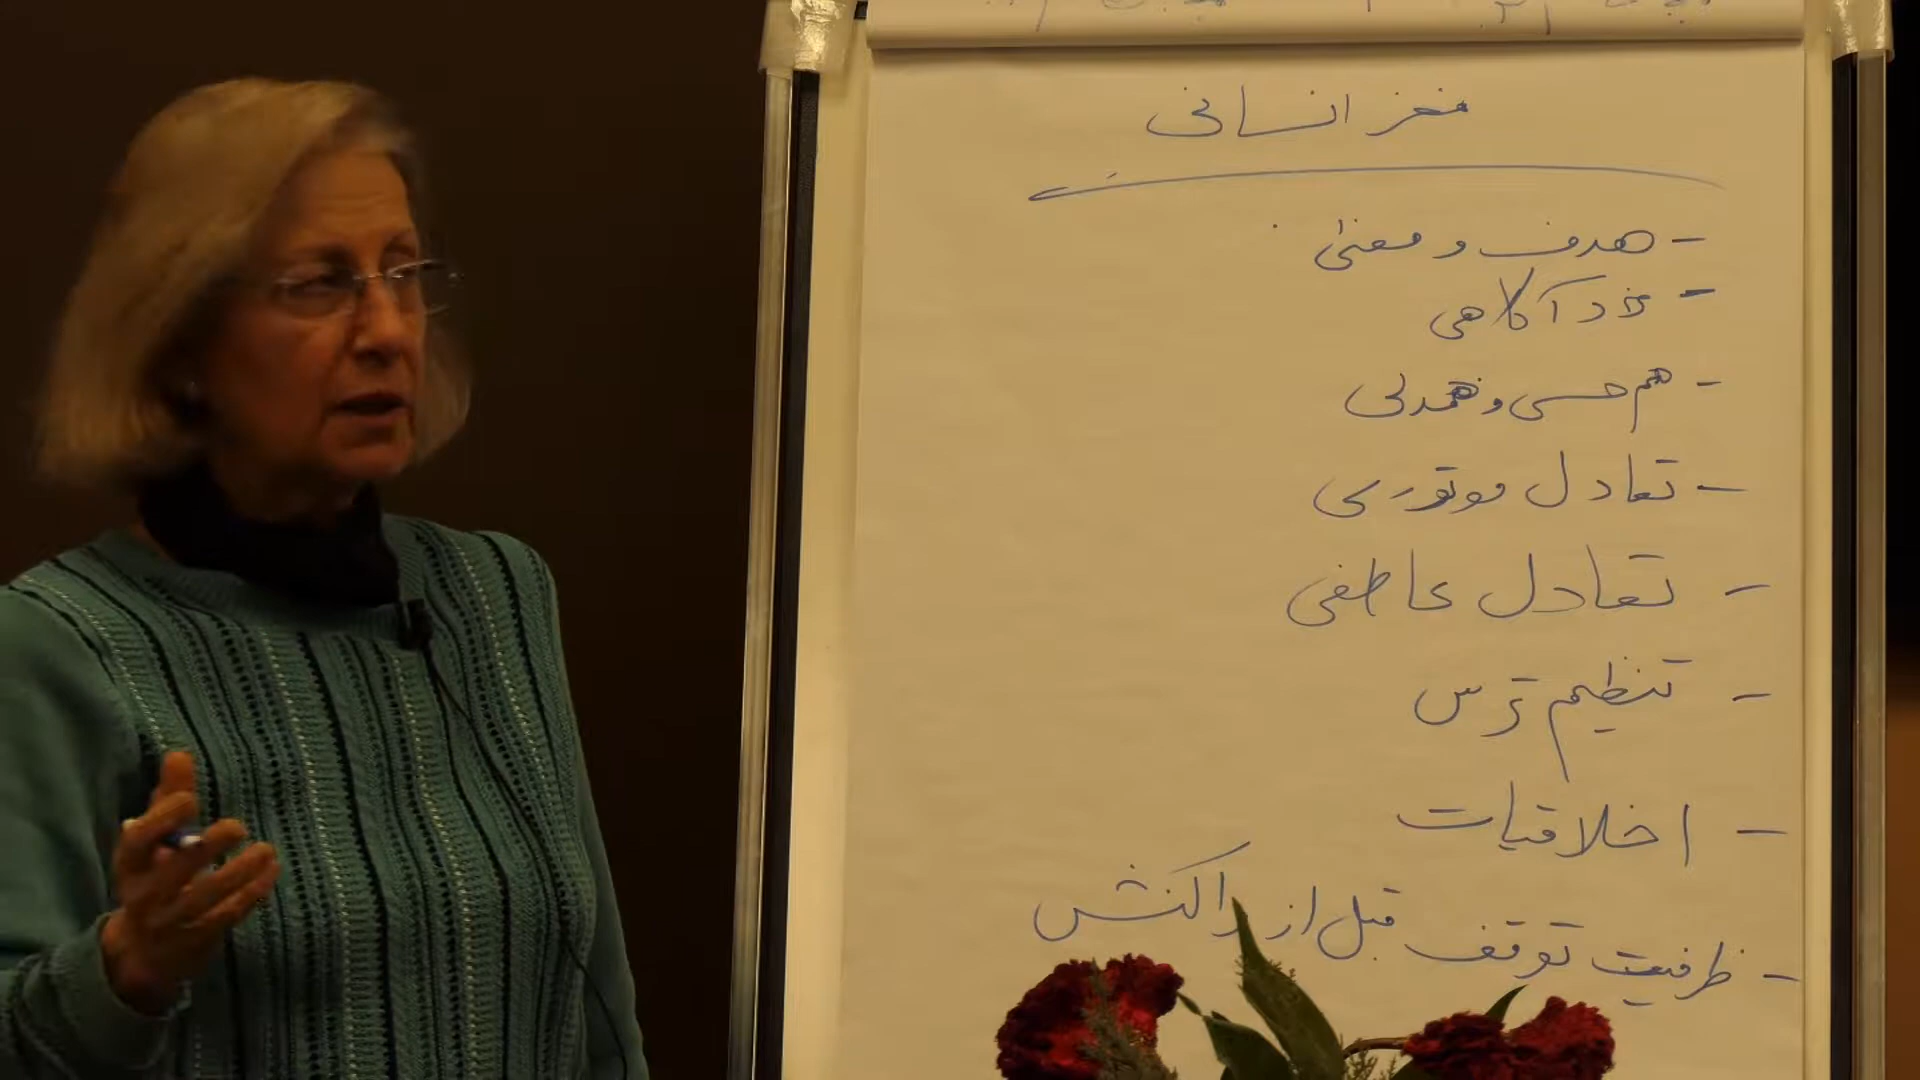 مغز انسانی
- هدف و معنی
- خودآگاهی
- هم حسی و همدلی
- تعادل موتوری
- تعادل عاطفی
- تنظیم ترس
- اخلاقیات
- ظرفیت توقف قبل از واکنش